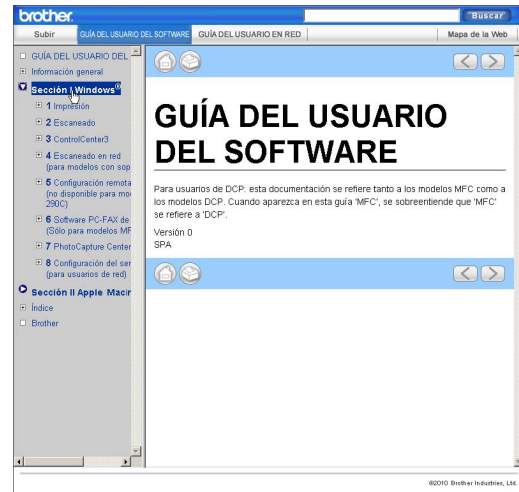 brother.
Buscar
Subir
GUÍA DEL USUARIO DEL SOFTWARE
GUÍA DEL USUARIO EN RED
Mapa de la Web
GUÍA DEL USUARIO DEL
Información general
Sección I Windows®
1 Impresión
2 Escaneado
3 ControlCenter3
4 Escaneado en red
(para modelos con sop
5 Configuración remota
(no disponible para mo
290C)
6 Software PC-FAX de
(Sólo para modelos MF
7 PhotoCapture Center
8 Configuración del ser
(para usuarios de red)
Sección II Apple Macin
Índice
Brother
GUÍA DEL USUARIO
DEL SOFTWARE
Para usuarios de DCP: esta documentación se refiere tanto a los modelos MFC como a
los modelos DCP. Cuando aparezca en esta guía 'MFC', se sobreentiende que 'MFC'
se refiere a 'DCP'.
Versión 0
SPA
©2010 Brother Industries, Ltd.